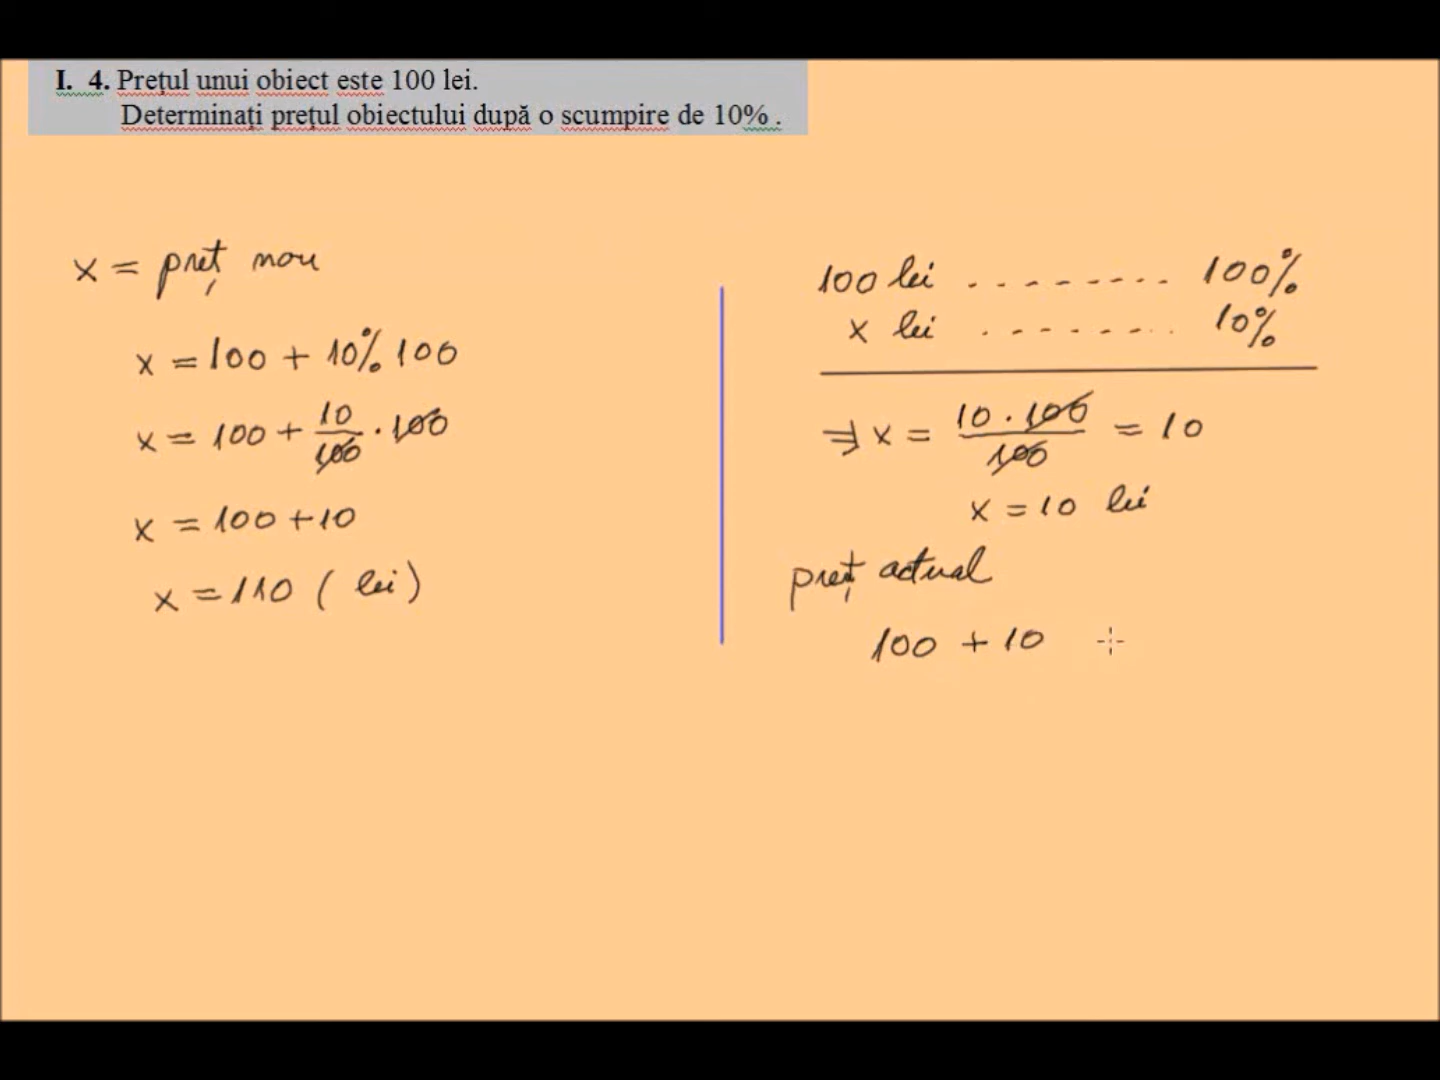 I. 4. Prețul unui obiect este 100 lei.
Determinați prețul obiectului după o scumpire de 10% .
x = preț nou
x = 100 + 10% 100
x = 100 + 10/100 · 100
x = 100 + 10
x = 110 ( lei )
100 lei . . . . . . . . . 100%
x lei . . . . . . . . . 10%
⇒ x = 10 . 100/100 = 10
x = 10 lei
preț actual
100 + 10